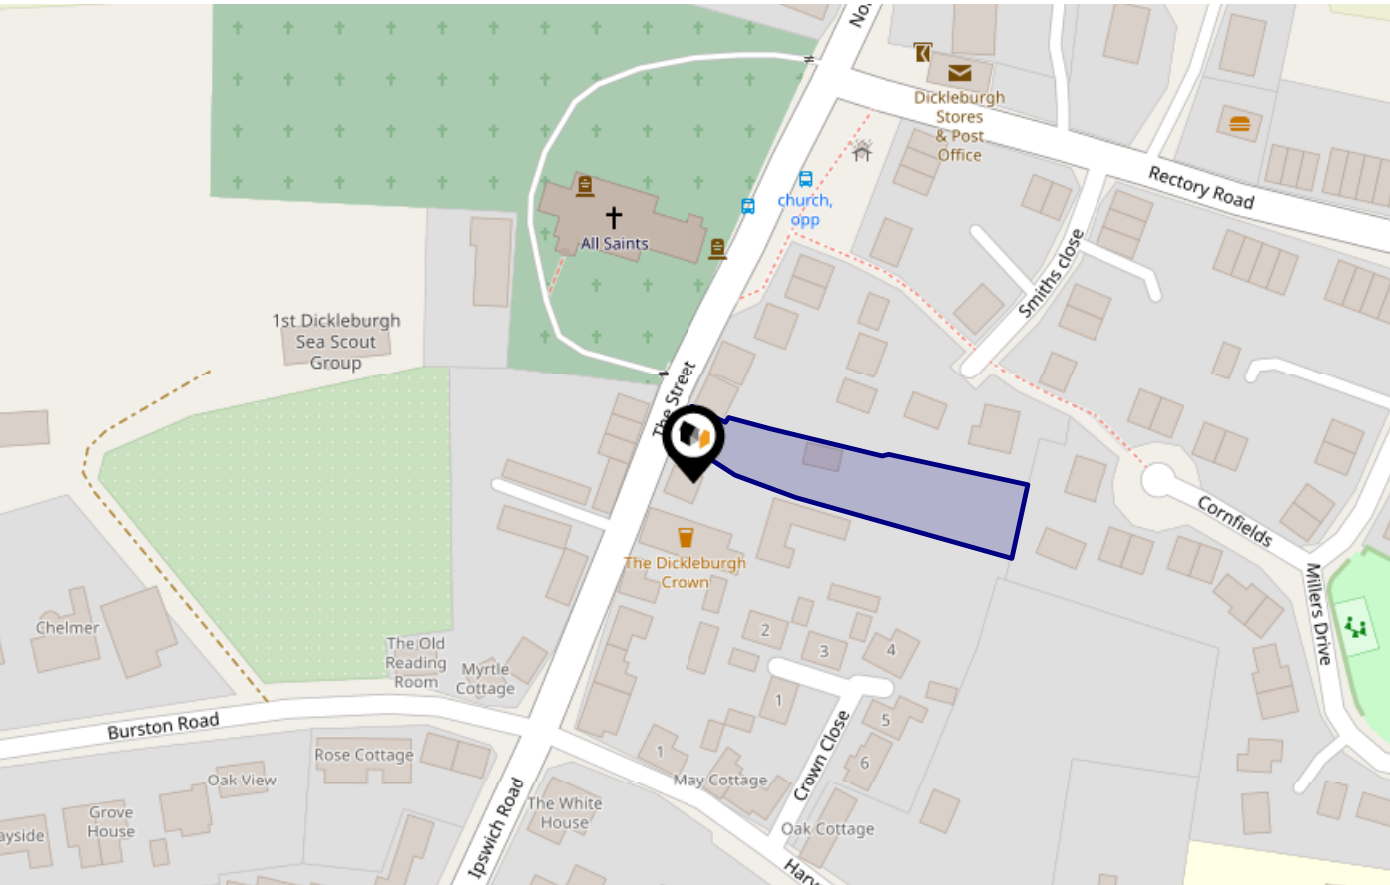 No
Dickleburgh
Stores
& Post
Office
Rectory Road
church,
opp
All Saints
Smiths close
1st Dickleburgh
Sea Scout
Group
The Street
Cornfields
The Dickleburgh
Crown
Millers Drive
Chelmer
The Old
Reading
Room
Myrtle
Cottage
2
3
4
1
5
6
Crown Close
Burston Road
Rose Cottage
1
May Cottage
Oak View
Grove
House
ayside
Ipswich Road
The White
House
Oak Cottage
Harv